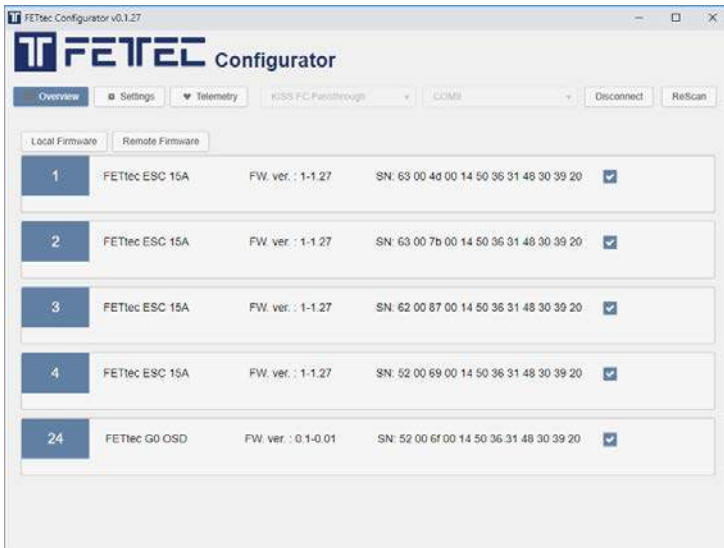 FETtec Configurator v0.1.27
FETTEC Configurator
Overview Settings Telemetry KISS FC Passthrough COM9 Disconnect ReScan
Local Firmware Remote Firmware
1 FETtec ESC 15A FW. ver. : 1-1.27 SN: 63 00 4d 00 14 50 36 31 48 30 39 20
2 FETtec ESC 15A FW. ver. : 1-1.27 SN: 63 00 7b 00 14 50 36 31 48 30 39 20
3 FETtec ESC 15A FW. ver. : 1-1.27 SN: 62 00 87 00 14 50 36 31 48 30 39 20
4 FETtec ESC 15A FW. ver. : 1-1.27 SN: 52 00 69 00 14 50 36 31 48 30 39 20
24 FETtec G0 OSD FW. ver. : 0.1-0.01 SN: 52 00 6f 00 14 50 36 31 48 30 39 20